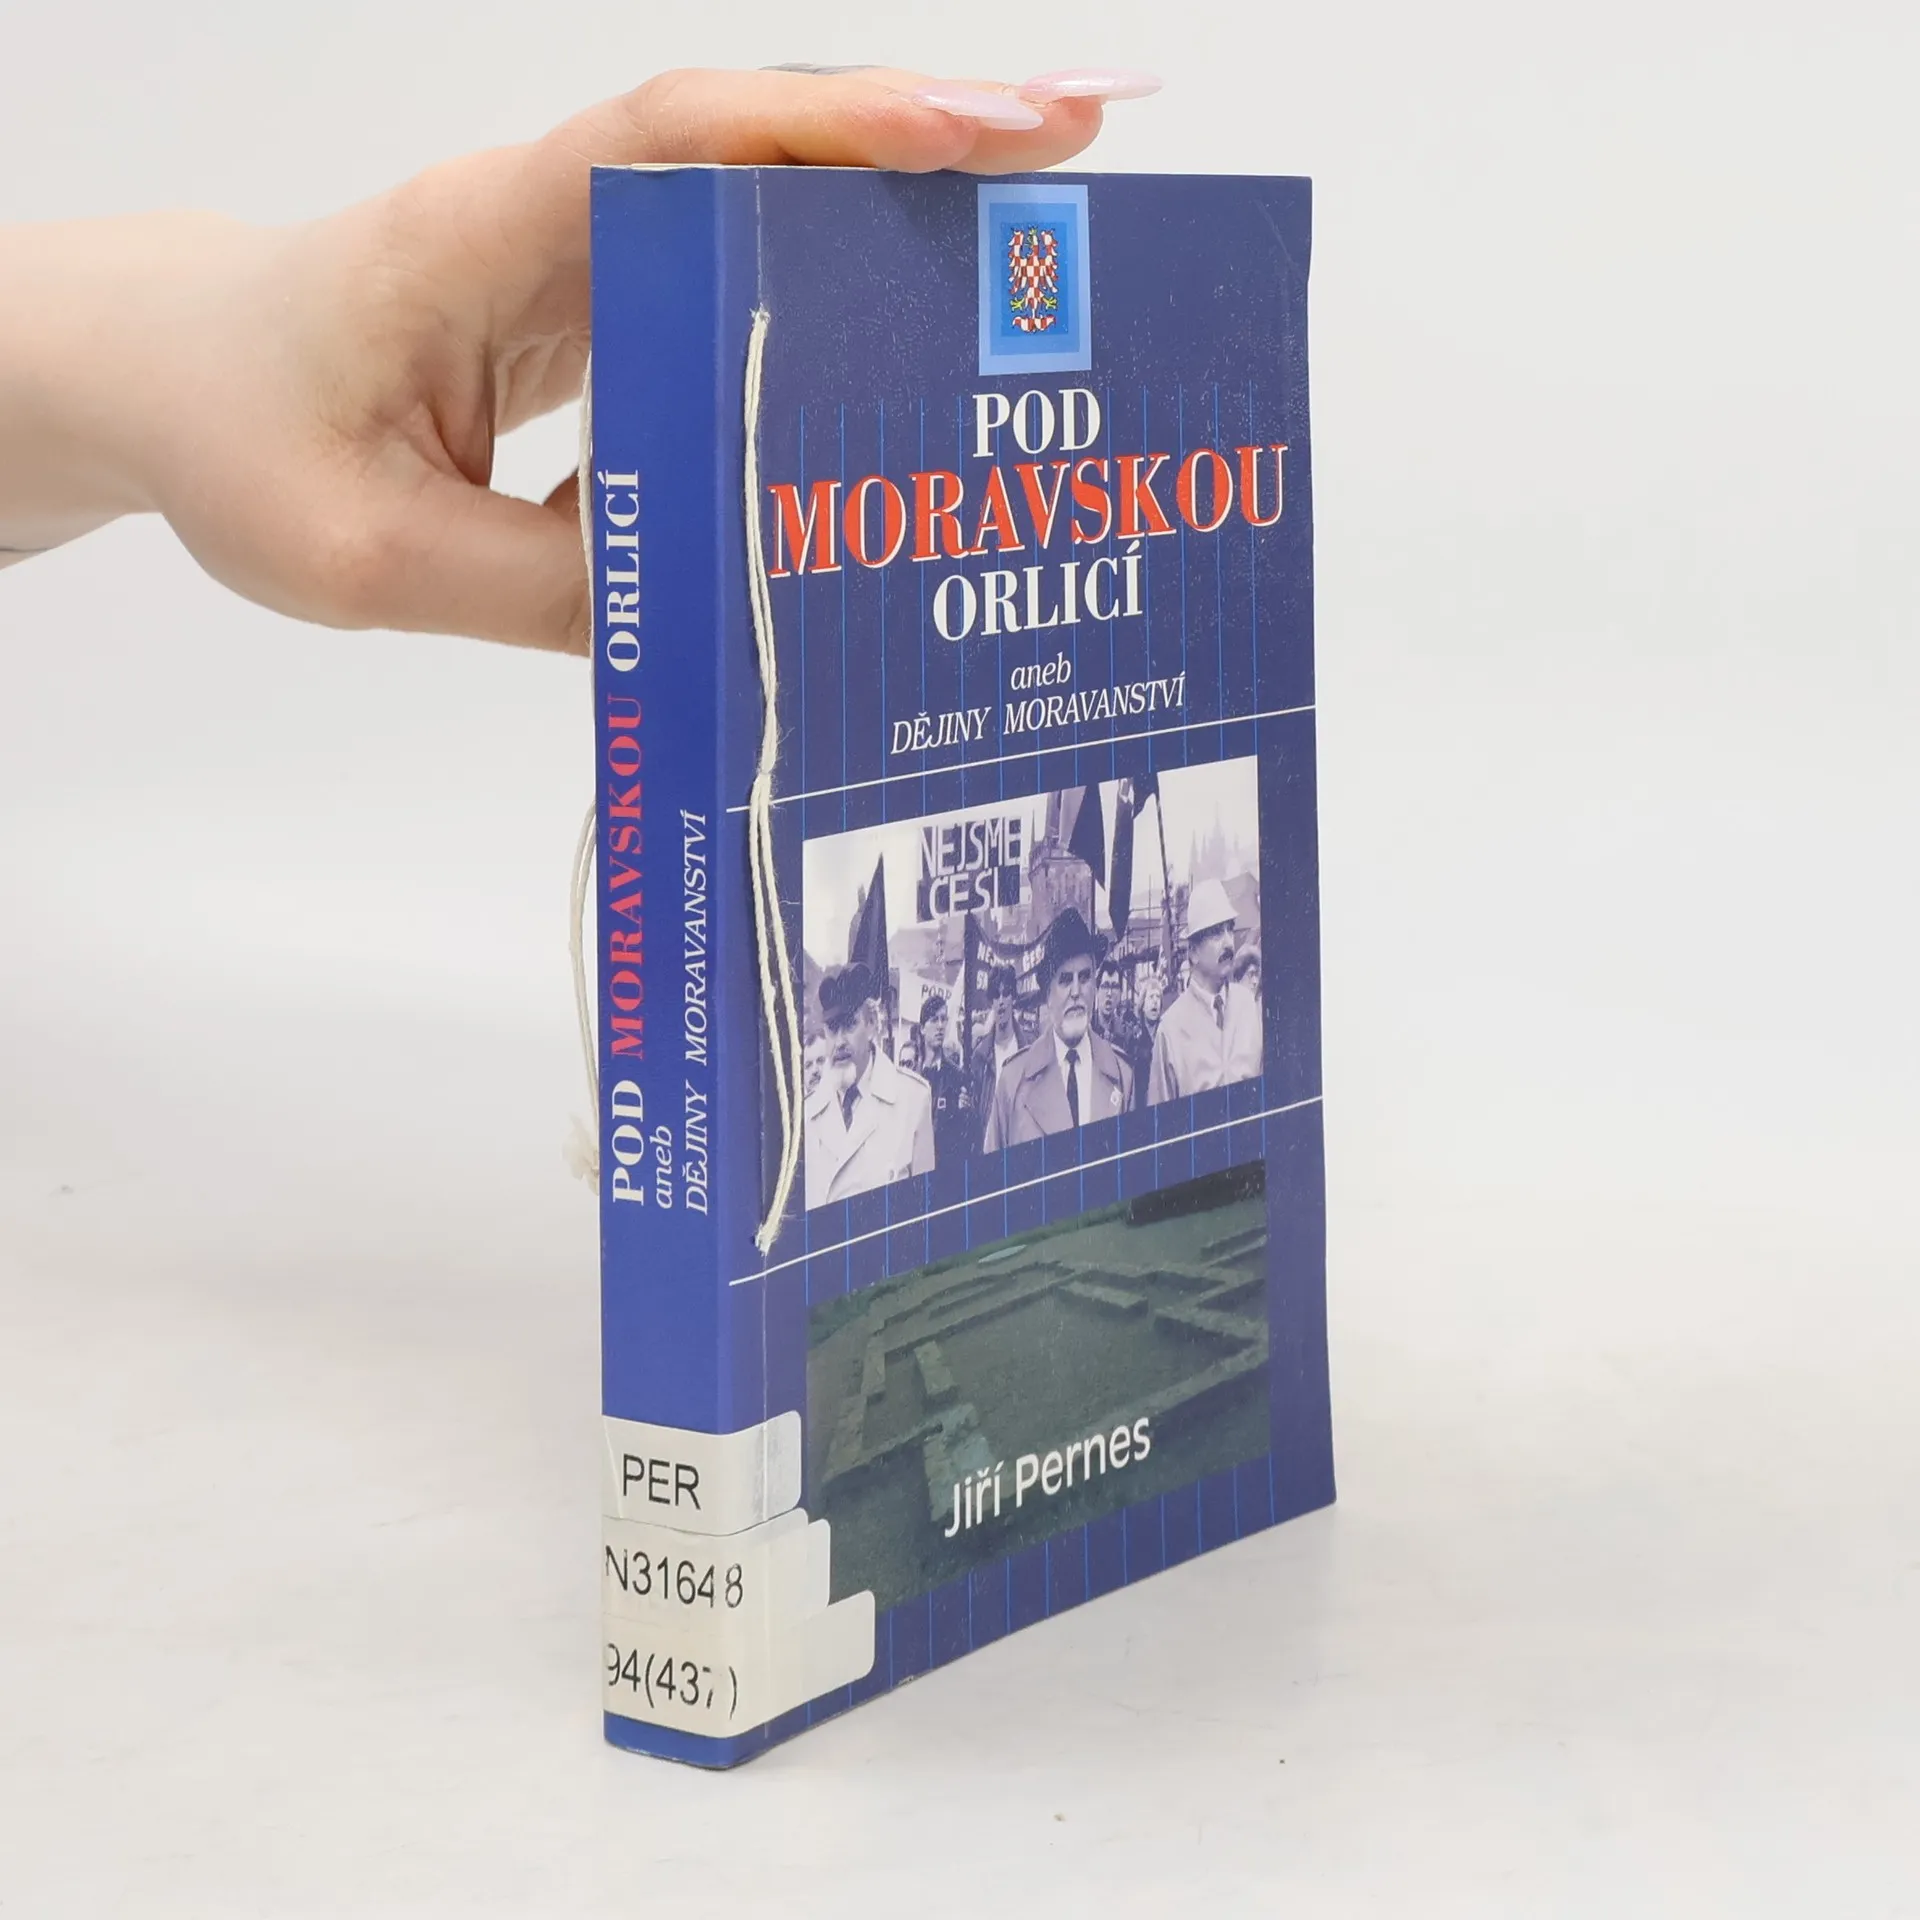 POD
MORAVSKOU
ORLICÍ
aneb
DĚJINY MORAVANSTVÍ
NEJSME
ČEŠI
Jiří Pernes
POD MORAVSKOU ORLICÍ
aneb
DĚJINY MORAVANSTVÍ
PER
N31648
94(437)